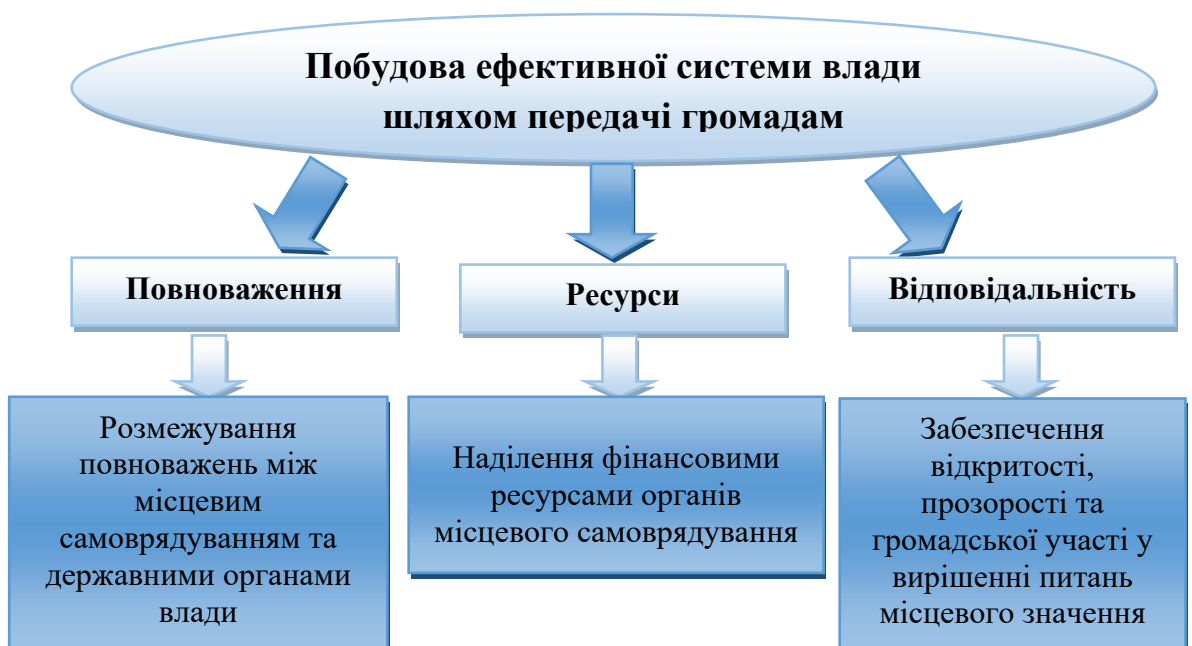 Побудова ефективної системи влади
шляхом передачі громадам
Повноваження
Ресурси
Відповідальність
Розмежування
повноважень між
місцевим
самоврядуванням та
державними органами
влади
Наділення фінансовими
ресурсами органів
місцевого самоврядування
Забезпечення
відкритості,
прозорості та
громадської участі у
вирішенні питань
місцевого значення